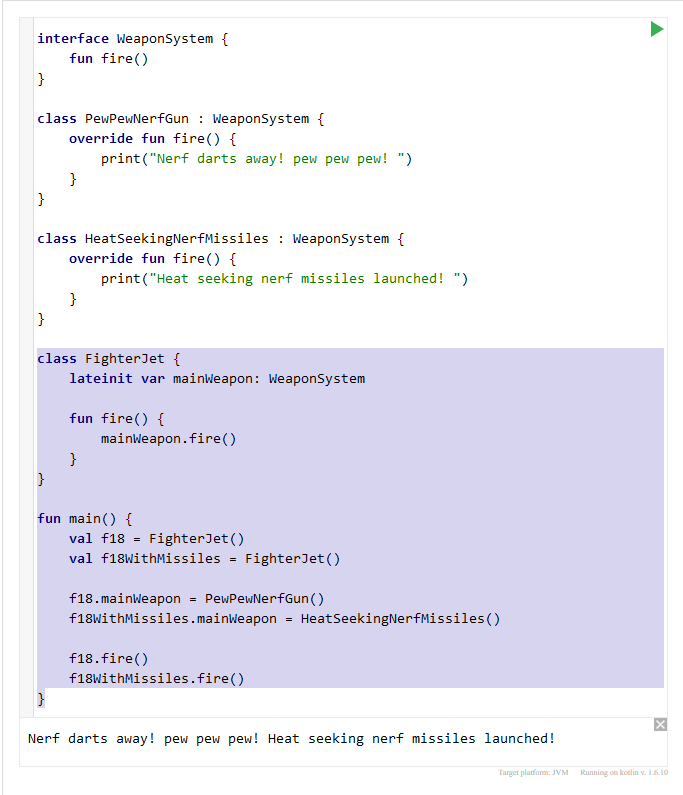 interface WeaponSystem {
    fun fire()
}

class PewPewNerfGun : WeaponSystem {
    override fun fire() {
        print("Nerf darts away! pew pew pew! ")
    }
}

class HeatSeekingNerfMissiles : WeaponSystem {
    override fun fire() {
        print("Heat seeking nerf missiles launched! ")
    }
}

class FighterJet {
    lateinit var mainWeapon: WeaponSystem

    fun fire() {
        mainWeapon.fire()
    }
}

fun main() {
    val f18 = FighterJet()
    val f18WithMissiles = FighterJet()

    f18.mainWeapon = PewPewNerfGun()
    f18WithMissiles.mainWeapon = HeatSeekingNerfMissiles()

    f18.fire()
    f18WithMissiles.fire()
}
Nerf darts away! pew pew pew! Heat seeking nerf missiles launched!
Target platform: JVM Running on kotlin v. 1.6.10